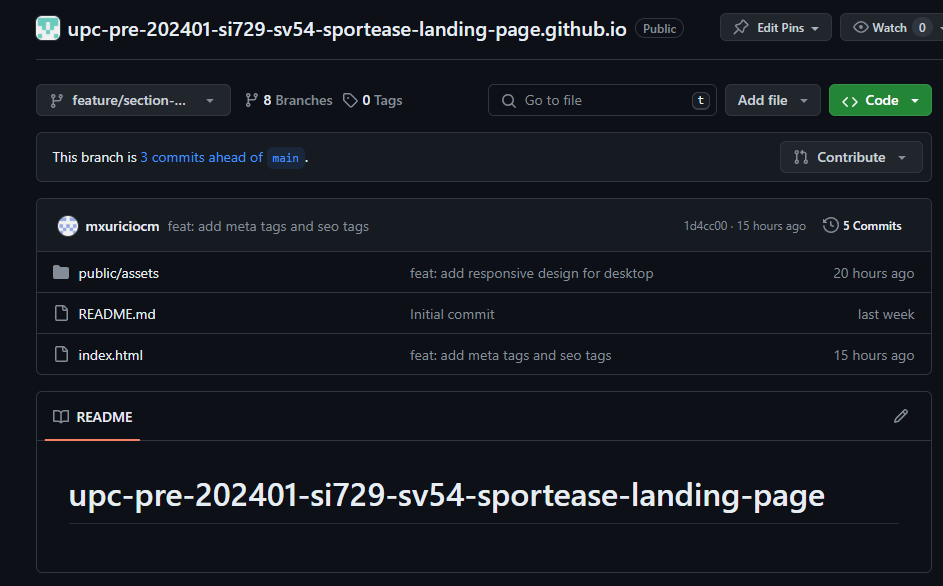 upc-pre-202401-si729-sv54-sportease-landing-page.github.io Public Edit Pins Watch 0
feature/section-... 8 Branches 0 Tags Go to file t Add file <> Code
This branch is 3 commits ahead of main .
Contribute
mxuriciocm feat: add meta tags and seo tags 1d4cc00 · 15 hours ago 5 Commits
public/assets feat: add responsive design for desktop 20 hours ago
README.md Initial commit last week
index.html feat: add meta tags and seo tags 15 hours ago
README
upc-pre-202401-si729-sv54-sportease-landing-page